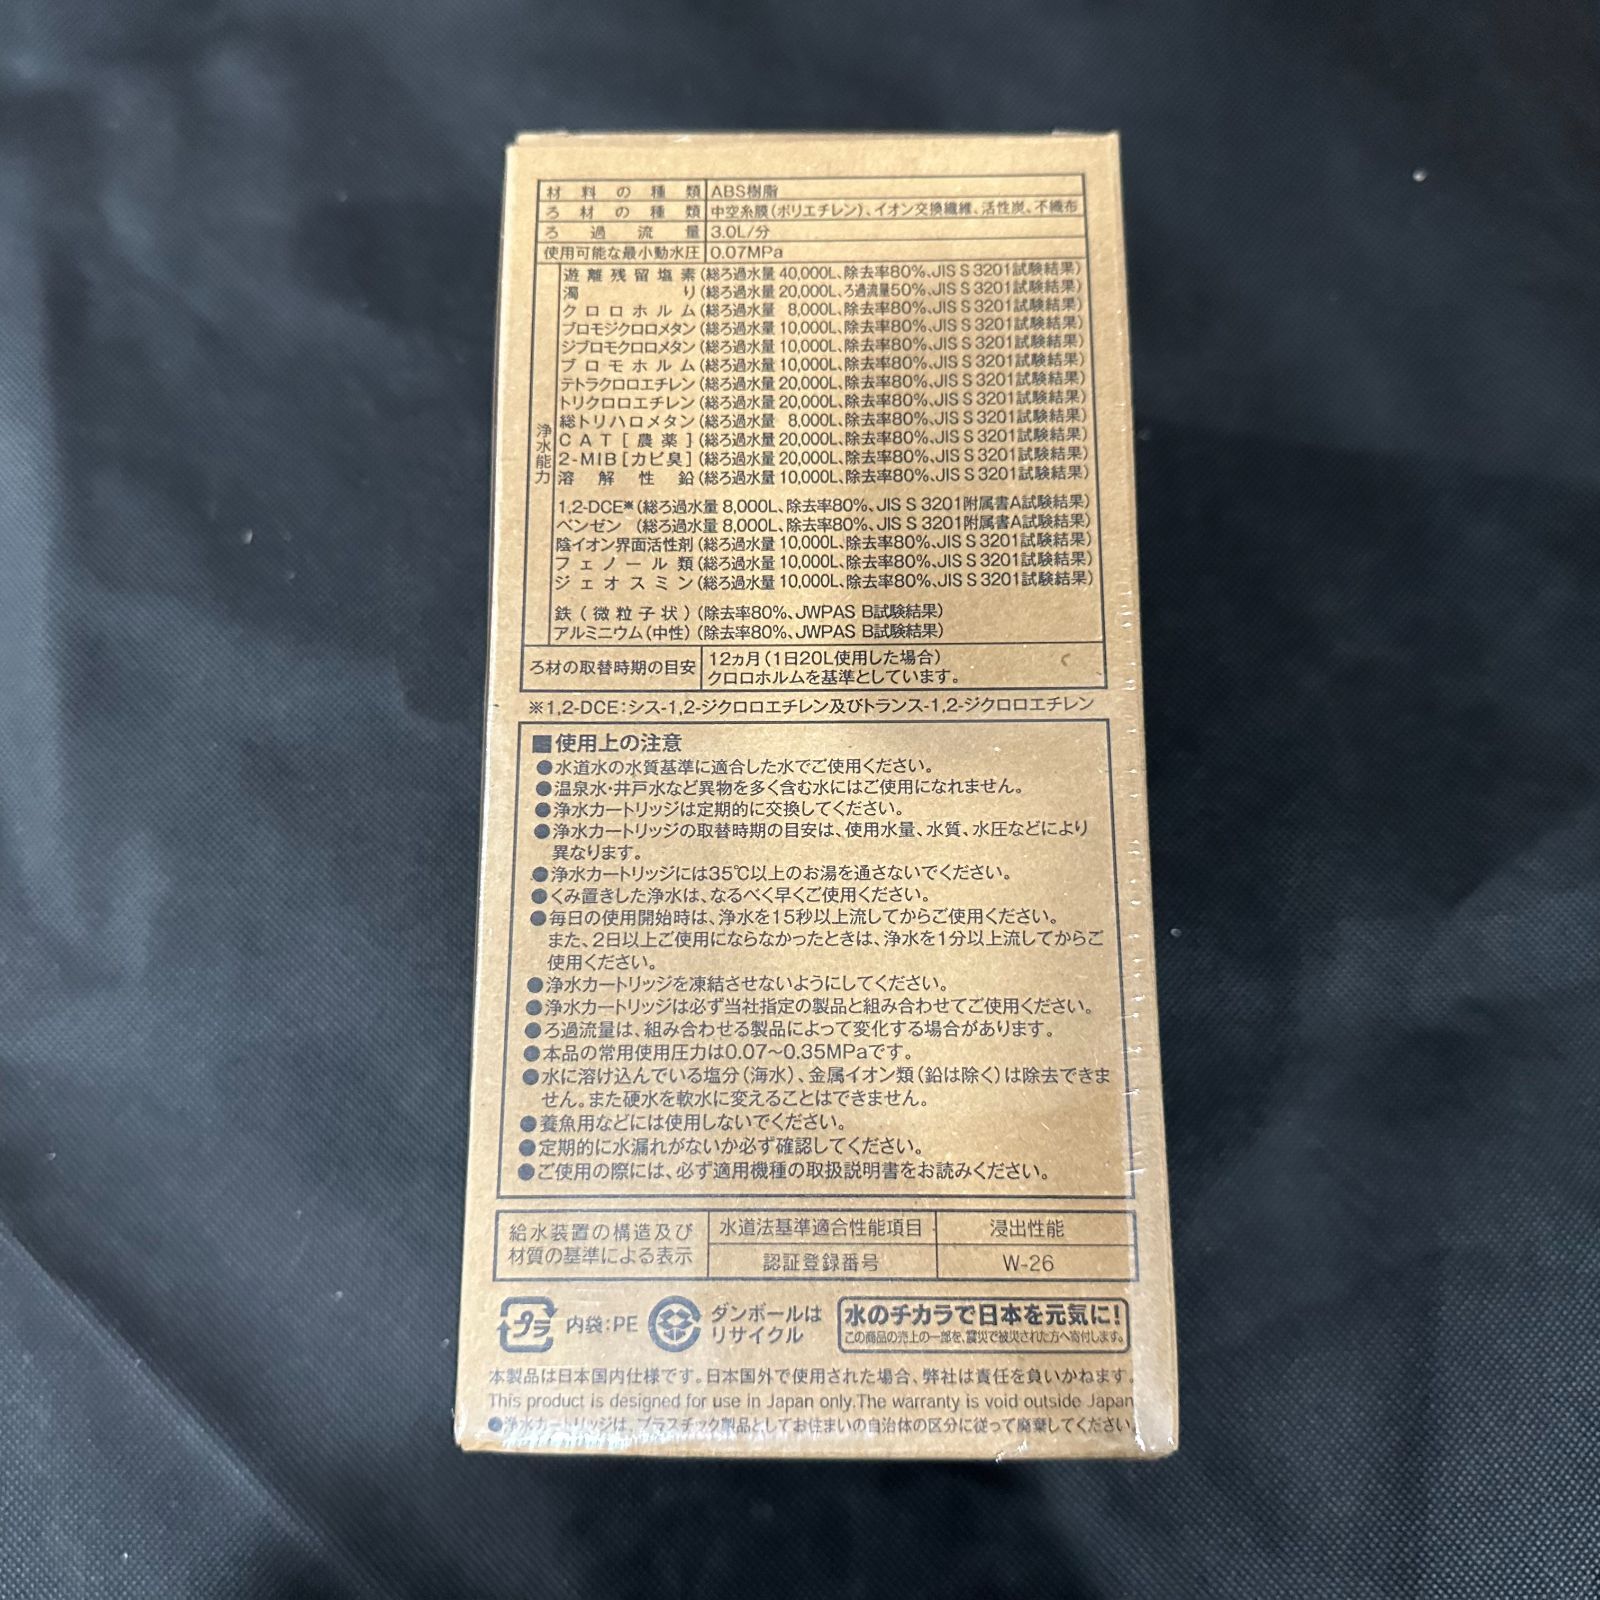 材料の種類 ABS樹脂
ろ材の種類 中空糸膜(ポリエチレン)、イオン交換繊維、活性炭、不織布
ろ過流量 3.0L/分
使用可能な最小動水圧 0.07MPa
浄水能力
遊離残留塩素(総ろ過水量 40,000L、除去率80%、JIS S 3201試験結果)
濁り(総ろ過水量 20,000L、ろ過流量50%、JIS S 3201試験結果)
クロロホルム(総ろ過水量 8,000L、除去率80%、JIS S 3201試験結果)
ブロモジクロロメタン(総ろ過水量 10,000L、除去率80%、JIS S 3201試験結果)
ジブロモクロロメタン(総ろ過水量 10,000L、除去率80%、JIS S 3201試験結果)
ブロモホルム(総ろ過水量 10,000L、除去率80%、JIS S 3201試験結果)
テトラクロロエチレン(総ろ過水量 20,000L、除去率80%、JIS S 3201試験結果)
トリクロロエチレン(総ろ過水量 20,000L、除去率80%、JIS S 3201試験結果)
総トリハロメタン(総ろ過水量 8,000L、除去率80%、JIS S 3201試験結果)
CAT[農薬](総ろ過水量 20,000L、除去率80%、JIS S 3201試験結果)
2-MIB[カビ臭](総ろ過水量 20,000L、除去率80%、JIS S 3201試験結果)
溶解性鉛(総ろ過水量 10,000L、除去率80%、JIS S 3201試験結果)
1,2-DCE※(総ろ過水量 8,000L、除去率80%、JIS S 3201附属書A試験結果)
ベンゼン(総ろ過水量 8,000L、除去率80%、JIS S 3201附属書A試験結果)
陰イオン界面活性剤(総ろ過水量 10,000L、除去率80%、JIS S 3201試験結果)
フェノール類(総ろ過水量 10,000L、除去率80%、JIS S 3201試験結果)
ジェオスミン(総ろ過水量 10,000L、除去率80%、JIS S 3201試験結果)
鉄(微粒子状)(除去率80%、JWPAS B試験結果)
アルミニウム(中性)(除去率80%、JWPAS B試験結果)
ろ材の取替時期の目安 12ヵ月(1日20L使用した場合)
クロロホルムを基準としています。
※1,2-DCE:シス-1,2-ジクロロエチレン及びトランス-1,2-ジクロロエチレン
■使用上の注意
●水道水の水質基準に適合した水でご使用ください。
●温泉水・井戸水など異物を多く含む水にはご使用になれません。
●浄水カートリッジは定期的に交換してください。
●浄水カートリッジの取替時期の目安は、使用水量、水質、水圧などにより
異なります。
●浄水カートリッジには35℃以上のお湯を通さないでください。
●くみ置きした浄水は、なるべく早くご使用ください。
●毎日の使用開始時は、浄水を15秒以上流してからご使用ください。
また、2日以上ご使用にならなかったときは、浄水を1分以上流してからご
使用ください。
●浄水カートリッジを凍結させないようにしてください。
●浄水カートリッジは必ず当社指定の製品と組み合わせてご使用ください。
●ろ過流量は、組み合わせる製品によって変化する場合があります。
●本品の常用使用圧力は0.07〜0.35MPaです。
●水に溶け込んでいる塩分(海水)、金属イオン類(鉛は除く)は除去できま
せん。また硬水を軟水に変えることはできません。
●養魚用などには使用しないでください。
●定期的に水漏れがないか必ず確認してください。
●ご使用の際には、必ず適用機種の取扱説明書をお読みください。
給水装置の構造及び 水道法基準適合性能項目 浸出性能
材質の基準による表示 認証登録番号 W-26
プラ 内袋:PE ダンボールは
リサイクル
水のチカラで日本を元気に!
この商品の売上の一部を、震災で被災された方へ寄付します。
本製品は日本国内仕様です。日本国外で使用された場合、弊社は責任を負いかねます。
This product is designed for use in Japan only.The warranty is void outside Japan
●浄水カートリッジは、プラスチック製品としてお住まいの自治体の区分に従って廃棄してください。